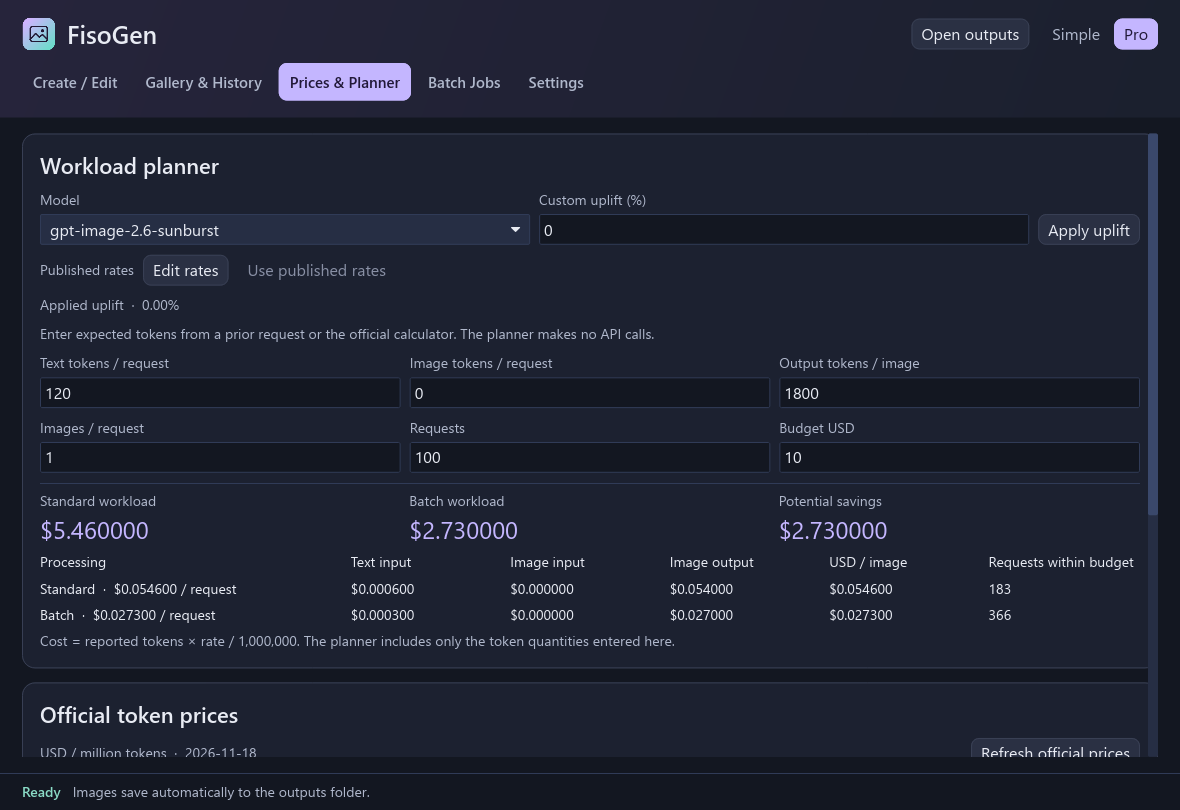 FisoGen
Open outputs Simple Pro
Create / Edit Gallery & History Prices & Planner Batch Jobs Settings
Workload planner
Model Custom uplift (%)
gpt-image-2.6-sunburst 0 Apply uplift
Published rates Edit rates Use published rates
Applied uplift · 0.00%
Enter expected tokens from a prior request or the official calculator. The planner makes no API calls.
Text tokens / request Image tokens / request Output tokens / image
120 0 1800
Images / request Requests Budget USD
1 100 10
Standard workload Batch workload Potential savings
$5.460000 $2.730000 $2.730000
Processing Text input Image input Image output USD / image Requests within budget
Standard · $0.054600 / request $0.000600 $0.000000 $0.054000 $0.054600 183
Batch · $0.027300 / request $0.000300 $0.000000 $0.027000 $0.027300 366
Cost = reported tokens × rate / 1,000,000. The planner includes only the token quantities entered here.
Official token prices
USD / million tokens · 2026-11-18 Refresh official prices
Ready Images save automatically to the outputs folder.